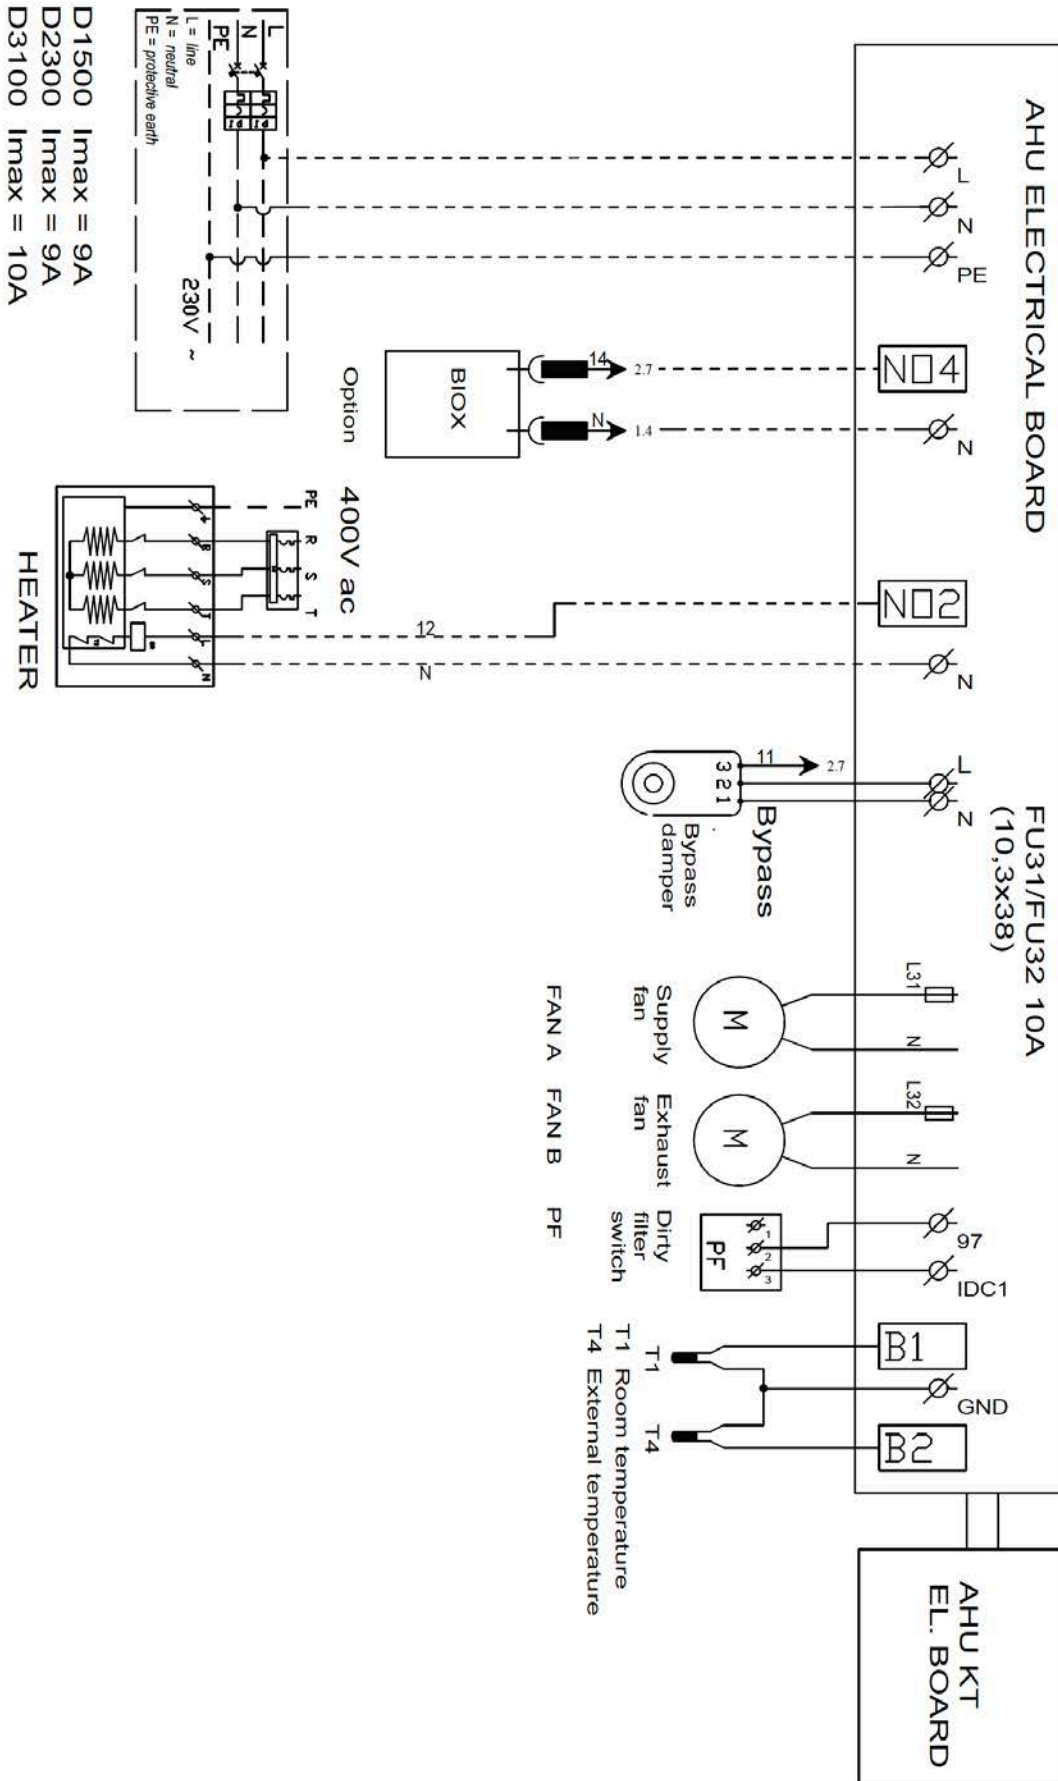 AHU ELECTRICAL BOARD
FU31/FU32 10A
(10,3x38)
AHU KT
EL. BOARD
L
N
PE
NO4
N
NO2
N
L
N
L31
N
L32
N
97
IDC1
B1
GND
B2
L
N
PE
L = line
N = neutral
PE = protective earth
230V ~
14
2.7
N
1.4
BIOX
Option
400V ac
PE
R
S
T
R
S
T
L
N
12
N
HEATER
11
2.7
3
2
1
Bypass
Bypass
damper
M
Supply
fan
FAN A
M
Exhaust
fan
FAN B
1
2
3
PF
Dirty
filter
switch
PF
T1
T4
T1 Room temperature
T4 External temperature
D1500 Imax = 9A
D2300 Imax = 9A
D3100 Imax = 10A